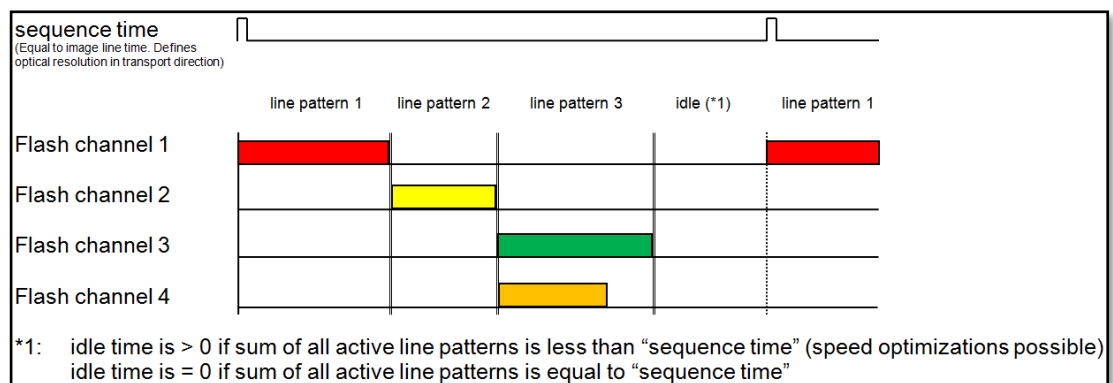 sequence time
(Equal to image line time. Defines
optical resolution in transport direction)
line pattern 1
line pattern 2
line pattern 3
idle (*1)
line pattern 1
Flash channel 1
Flash channel 2
Flash channel 3
Flash channel 4
*1: idle time is > 0 if sum of all active line patterns is less than “sequence time” (speed optimizations possible)
idle time is = 0 if sum of all active line patterns is equal to “sequence time”